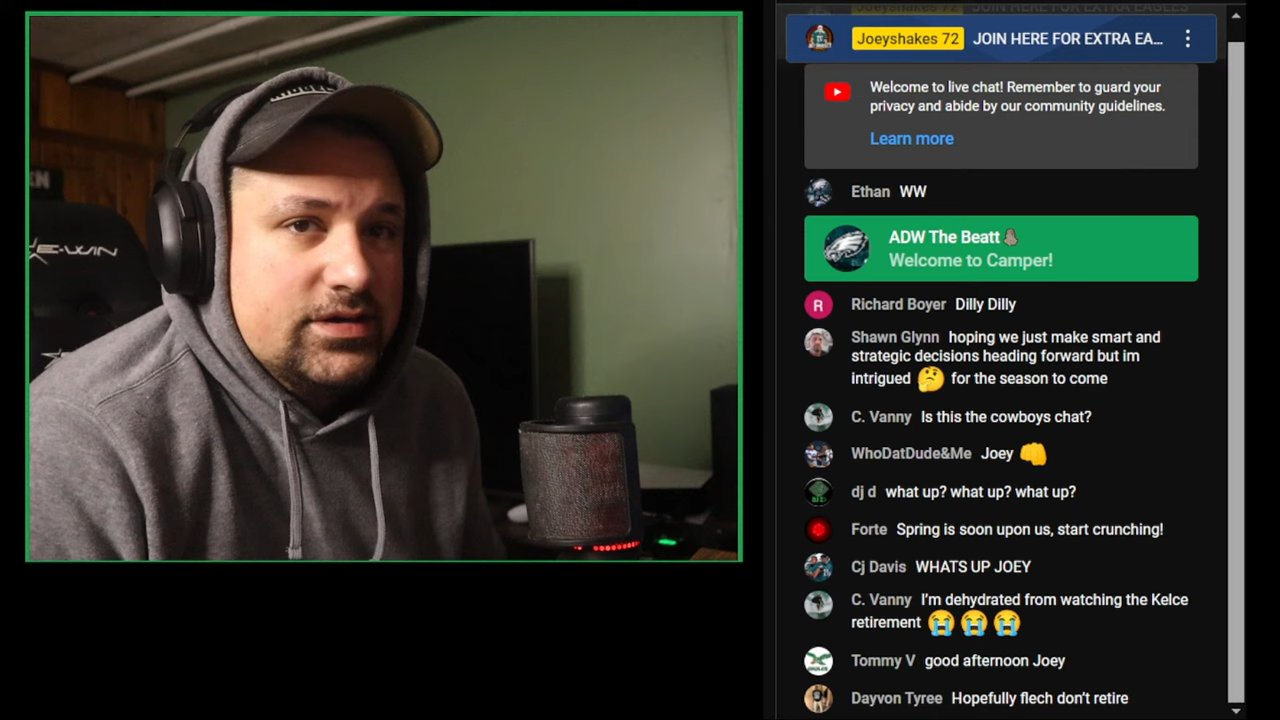 E-WIN
Joeyshakes 72 JOIN HERE FOR EXTRA EA...
Welcome to live chat! Remember to guard your
privacy and abide by our community guidelines.
Learn more
Ethan WW
ADW The Beatt
Welcome to Camper!
R Richard Boyer Dilly Dilly
Shawn Glynn hoping we just make smart and
strategic decisions heading forward but im
intrigued 🤔 for the season to come
C. Vanny Is this the cowboys chat?
WhoDatDude&Me Joey 👊
dj d what up? what up? what up?
Forte Spring is soon upon us, start crunching!
Cj Davis WHATS UP JOEY
C. Vanny I'm dehydrated from watching the Kelce
retirement 😭 😭 😭
Tommy V good afternoon Joey
Dayvon Tyree Hopefully flech don't retire